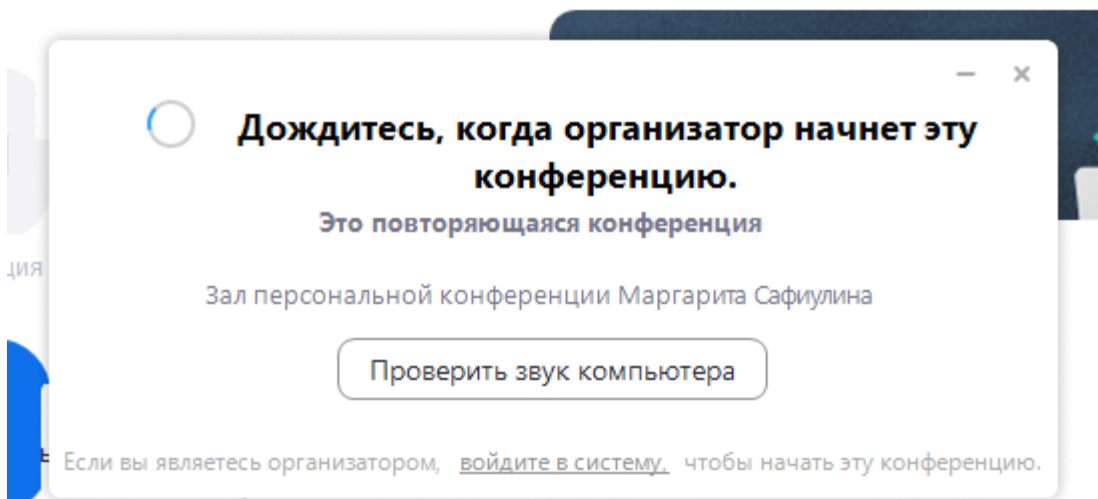 Дождитесь, когда организатор начнет эту
конференцию.
Это повторяющаяся конференция
ция
Зал персональной конференции Маргарита Сафиулина
Проверить звук компьютера
Если вы являетесь организатором, войдите в систему, чтобы начать эту конференцию.